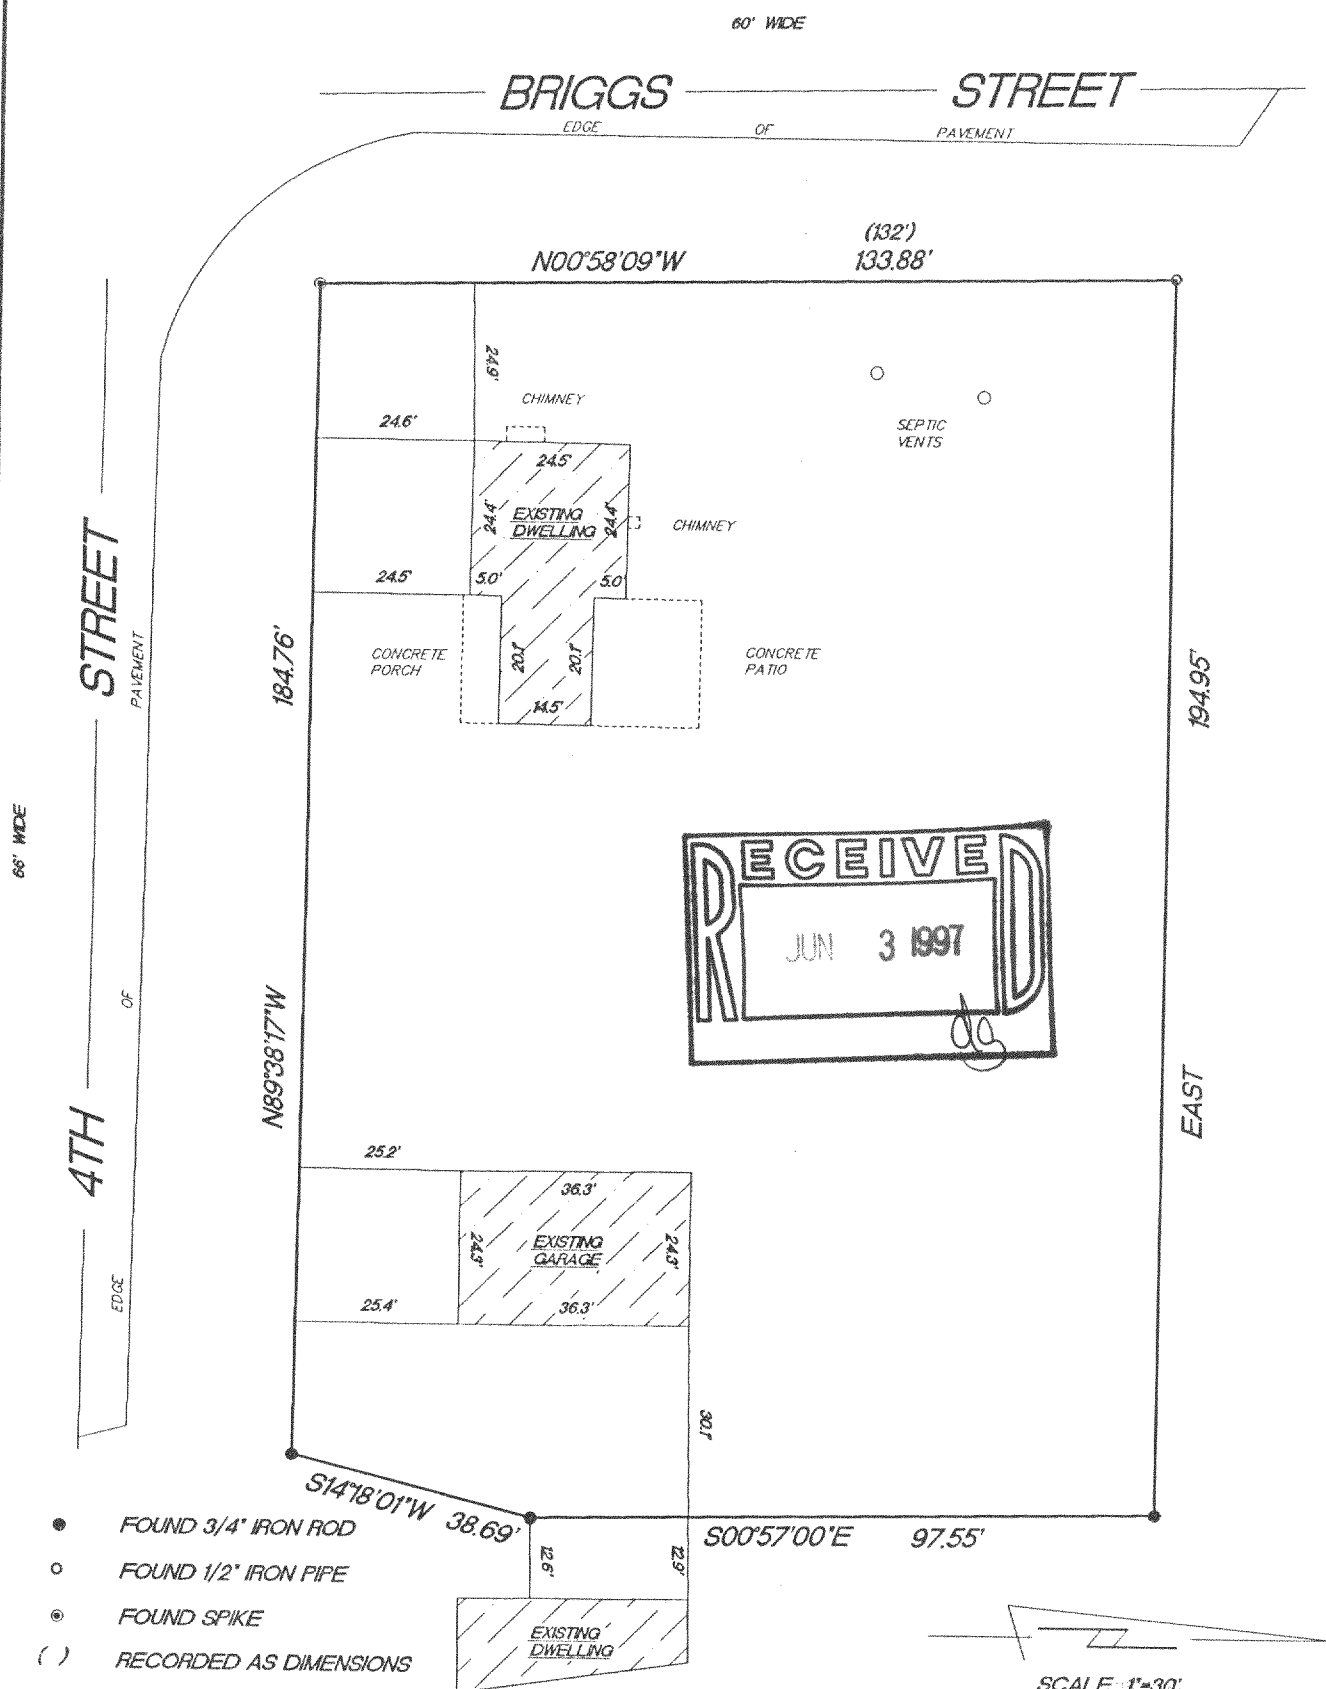 60' WIDE
BRIGGS STREET
EDGE OF PAVEMENT
(132')
N00°58'09"W 133.88'
24.9'
CHIMNEY
24.6'
SEPTIC
VENTS
24.5'
24.4'
EXISTING
DWELLING
24.4'
CHIMNEY
24.5'
5.0'
5.0'
4TH STREET
EDGE OF PAVEMENT
66' WIDE
184.76'
N89°38'17"W
CONCRETE
PORCH
20.1'
20.1'
CONCRETE
PATIO
14.5'
194.95'
EAST
RECEIVED
JUN 3 1997
25.2'
36.3'
24.3'
EXISTING
GARAGE
24.3'
25.4'
36.3'
30.1'
S14°18'01"W 38.69'
S00°57'00"E 97.55'
12.6'
12.9'
FOUND 3/4" IRON ROD
FOUND 1/2" IRON PIPE
FOUND SPIKE
( ) RECORDED AS DIMENSIONS
EXISTING
DWELLING
SCALE: 1"=30'